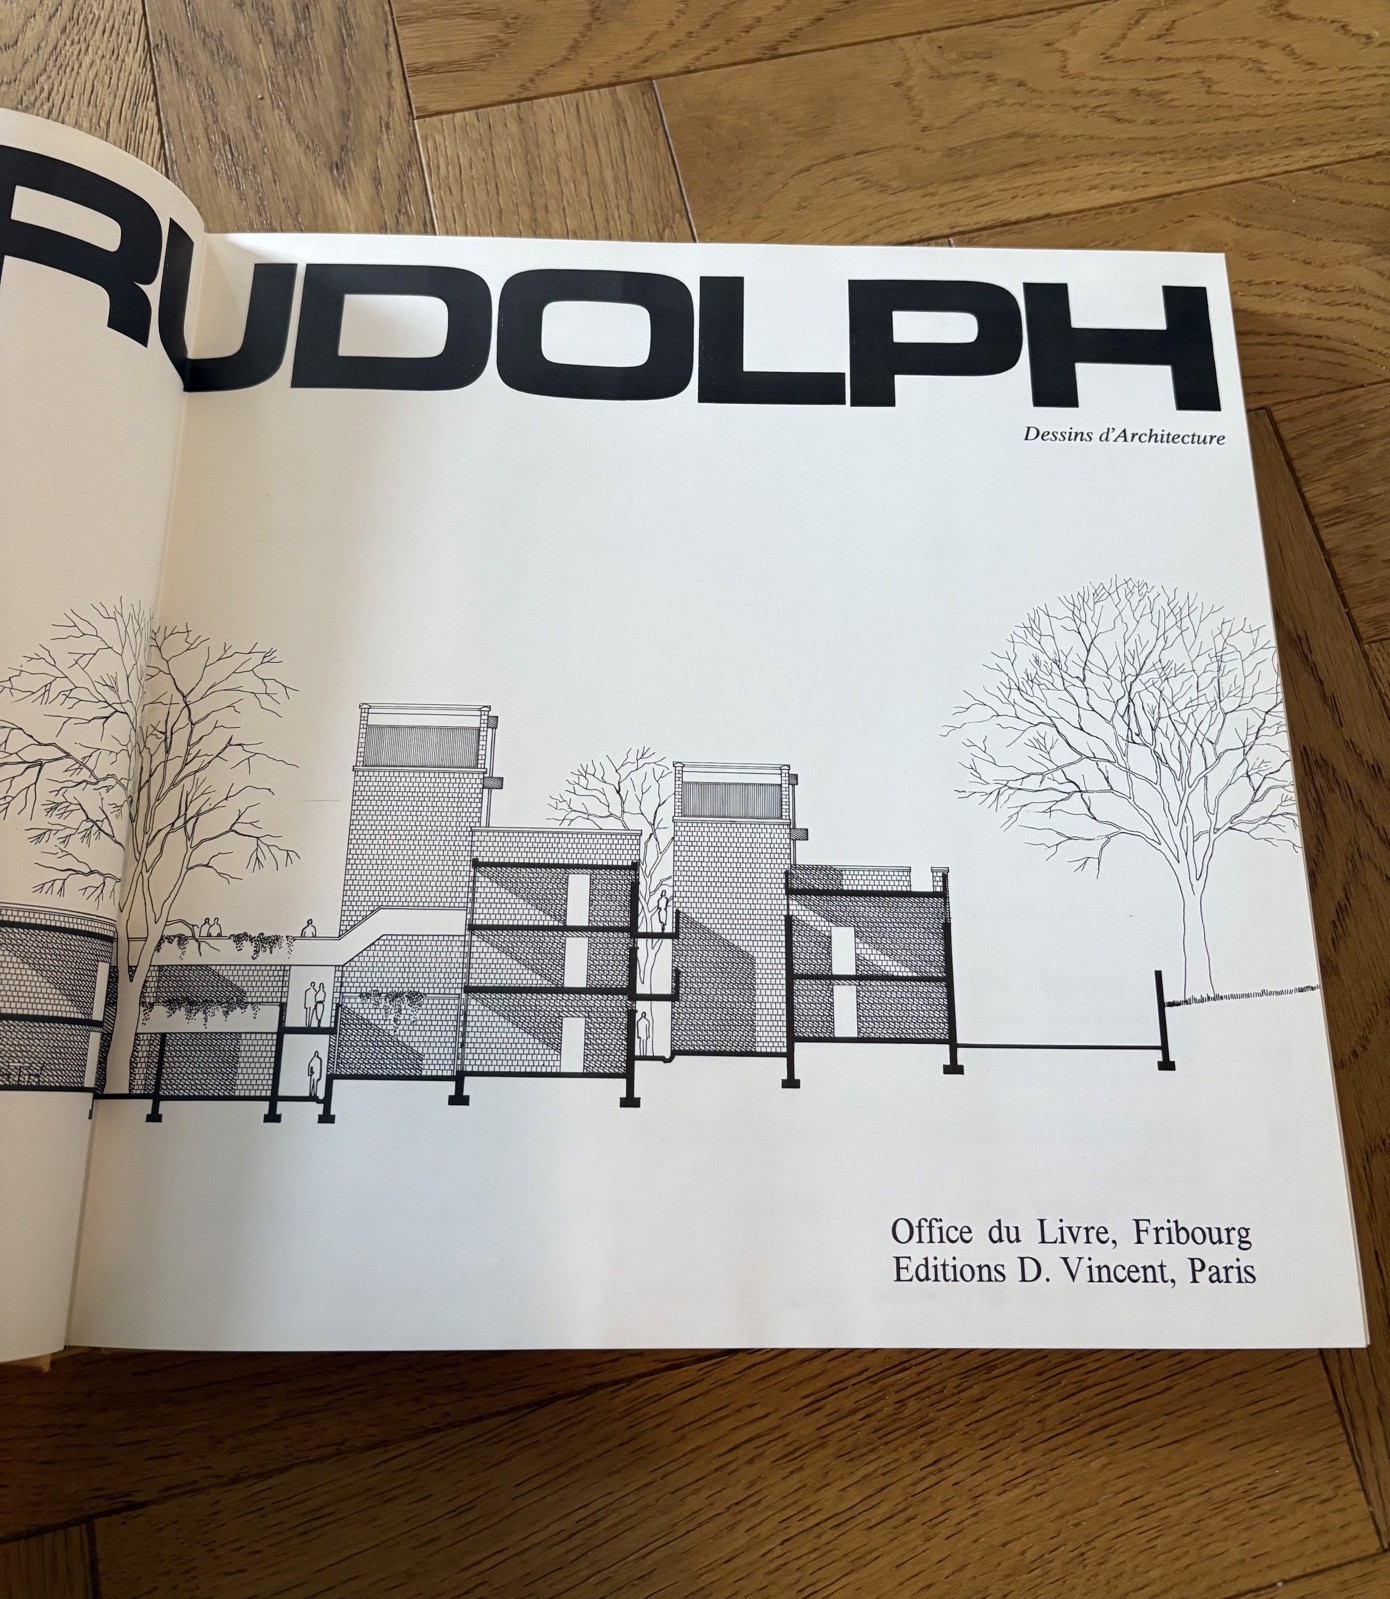 RUDOLPH
Dessins d'Architecture
Office du Livre, Fribourg
Editions D. Vincent, Paris